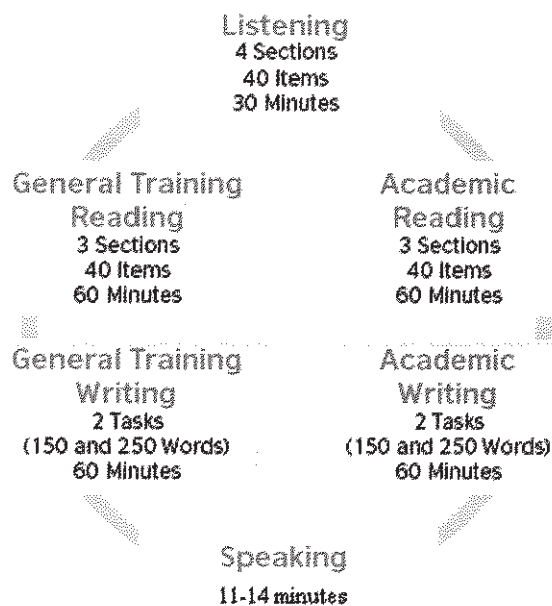 Listening
4 Sections
40 Items
30 Minutes
General Training
Reading
3 Sections
40 Items
60 Minutes
Academic
Reading
3 Sections
40 Items
60 Minutes
General Training
Writing
2 Tasks
(150 and 250 Words)
60 Minutes
Academic
Writing
2 Tasks
(150 and 250 Words)
60 Minutes
Speaking
11-14 minutes